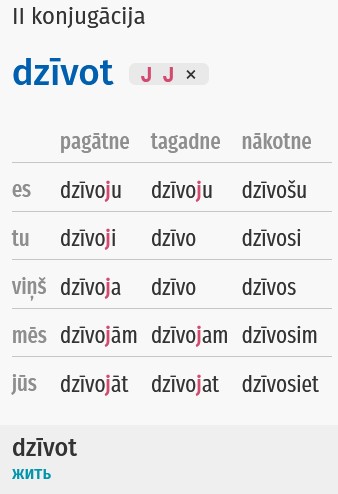 II konjugācija
dzīvot J J ×
pagātne tagadne nākotne
es dzīvoju dzīvoju dzīvošu
tu dzīvoji dzīvo dzīvosi
viņš dzīvoja dzīvo dzīvos
mēs dzīvojām dzīvojam dzīvosim
jūs dzīvojāt dzīvojat dzīvosiet
dzīvot
жить